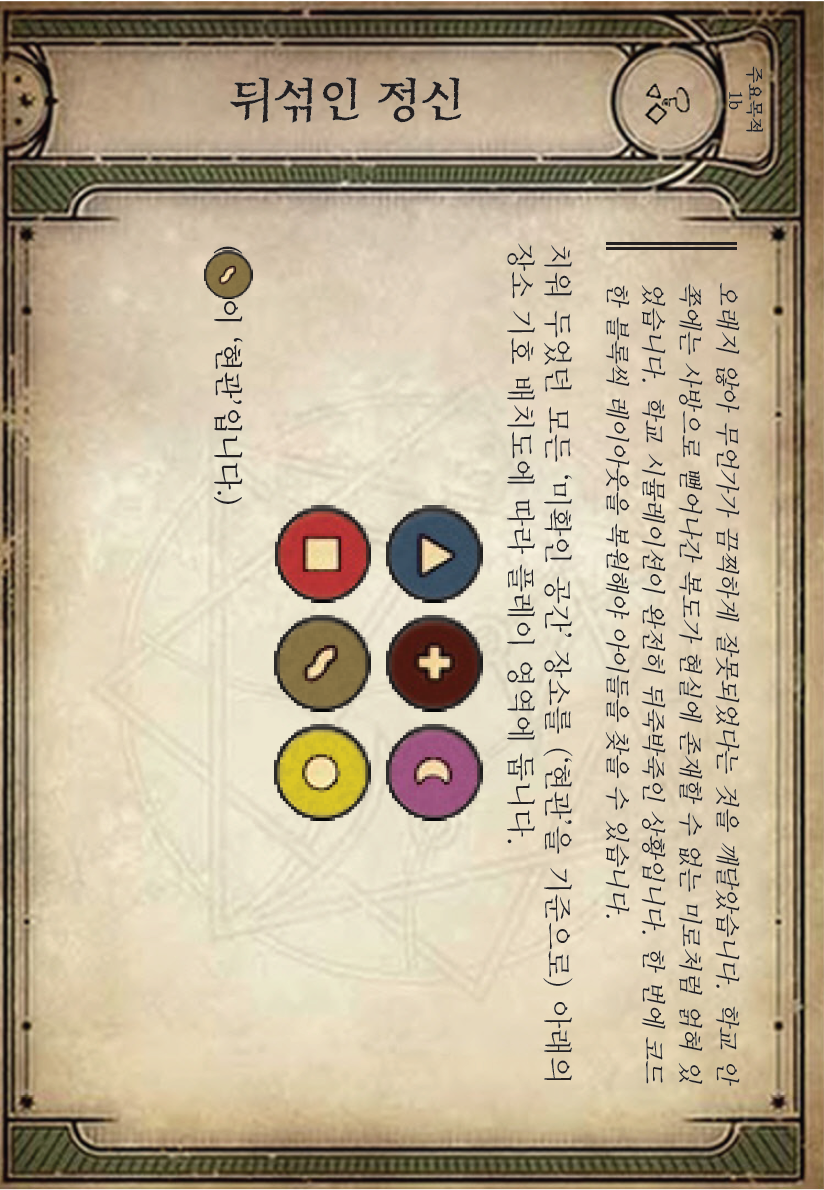 주요목적
1b
뒤섞인 정신
오래지 않아 무언가가 끔찍하게 잘못되었다는 것을 깨달았습니다. 학교 안
쪽에는 사방으로 뻗어나간 복도가 현실에 존재할 수 없는 미로처럼 얽혀 있
었습니다. 학교 시뮬레이션이 완전히 뒤죽박죽인 상황입니다. 한 번에 코드
한 블록씩 레이아웃을 복원해야 아이들을 찾을 수 있습니다.
치워 두었던 모든 ‘미확인 공간’ 장소를 (‘현관’을 기준으로) 아래의
장소 기호 배치도에 따라 플레이 영역에 둡니다.
( 이 ‘현관’입니다.)